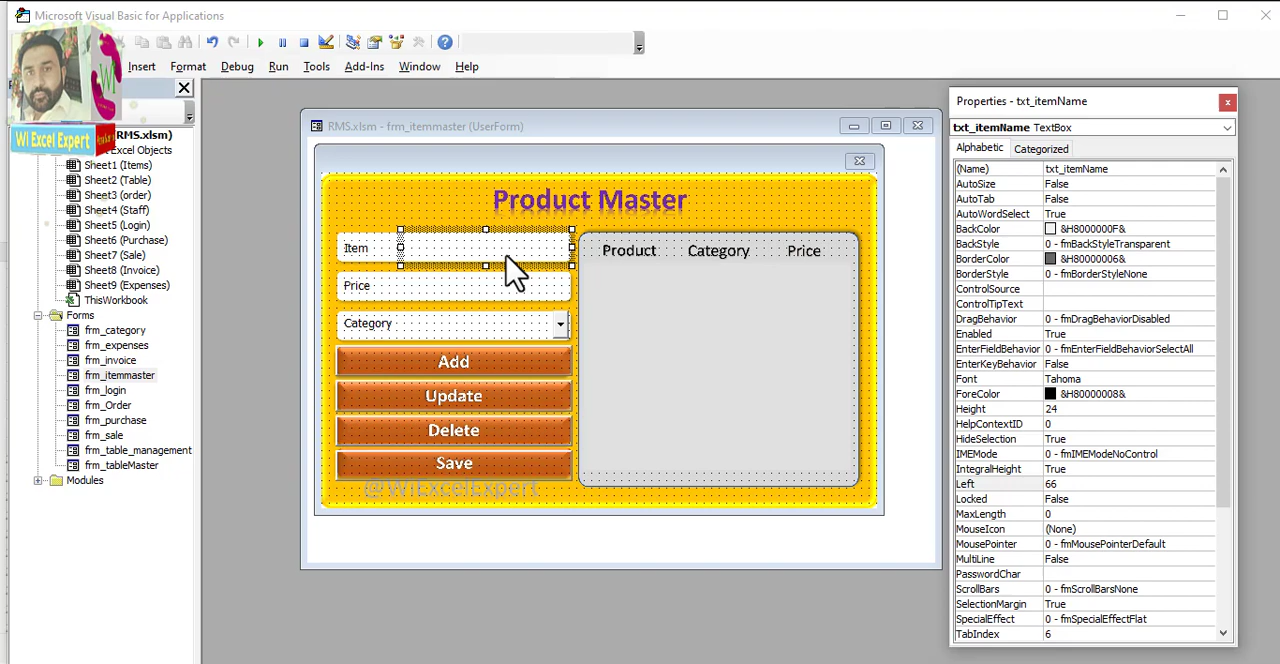 Microsoft Visual Basic for Applications
Insert Format Debug Run Tools Add-Ins Window Help
WI Excel Expert
RMS.xlsm)
Excel Objects
Sheet1 (Items)
Sheet2 (Table)
Sheet3 (order)
Sheet4 (Staff)
Sheet5 (Login)
Sheet6 (Purchase)
Sheet7 (Sale)
Sheet8 (Invoice)
Sheet9 (Expenses)
ThisWorkbook
Forms
frm_category
frm_expenses
frm_invoice
frm_itemmaster
frm_login
frm_Order
frm_purchase
frm_sale
frm_table_management
frm_tableMaster
Modules
RMS.xlsm - frm_itemmaster (UserForm)
Product Master
Item
Price
Category
Add
Update
Delete
Save
@WIExcelExpert
Product Category Price
Properties - txt_itemName
txt_itemName TextBox
Alphabetic Categorized
(Name) txt_itemName
AutoSize False
AutoTab False
AutoWordSelect True
BackColor &H8000000F&
BackStyle 0 - fmBackStyleTransparent
BorderColor &H80000006&
BorderStyle 0 - fmBorderStyleNone
ControlSource
ControlTipText
DragBehavior 0 - fmDragBehaviorDisabled
Enabled True
EnterFieldBehavior 0 - fmEnterFieldBehaviorSelectAll
EnterKeyBehavior False
Font Tahoma
ForeColor &H80000008&
Height 24
HelpContextID 0
HideSelection True
IMEMode 0 - fmIMEModeNoControl
IntegralHeight True
Left 66
Locked False
MaxLength 0
MouseIcon (None)
MousePointer 0 - fmMousePointerDefault
MultiLine False
PasswordChar
ScrollBars 0 - fmScrollBarsNone
SelectionMargin True
SpecialEffect 0 - fmSpecialEffectFlat
TabIndex 6